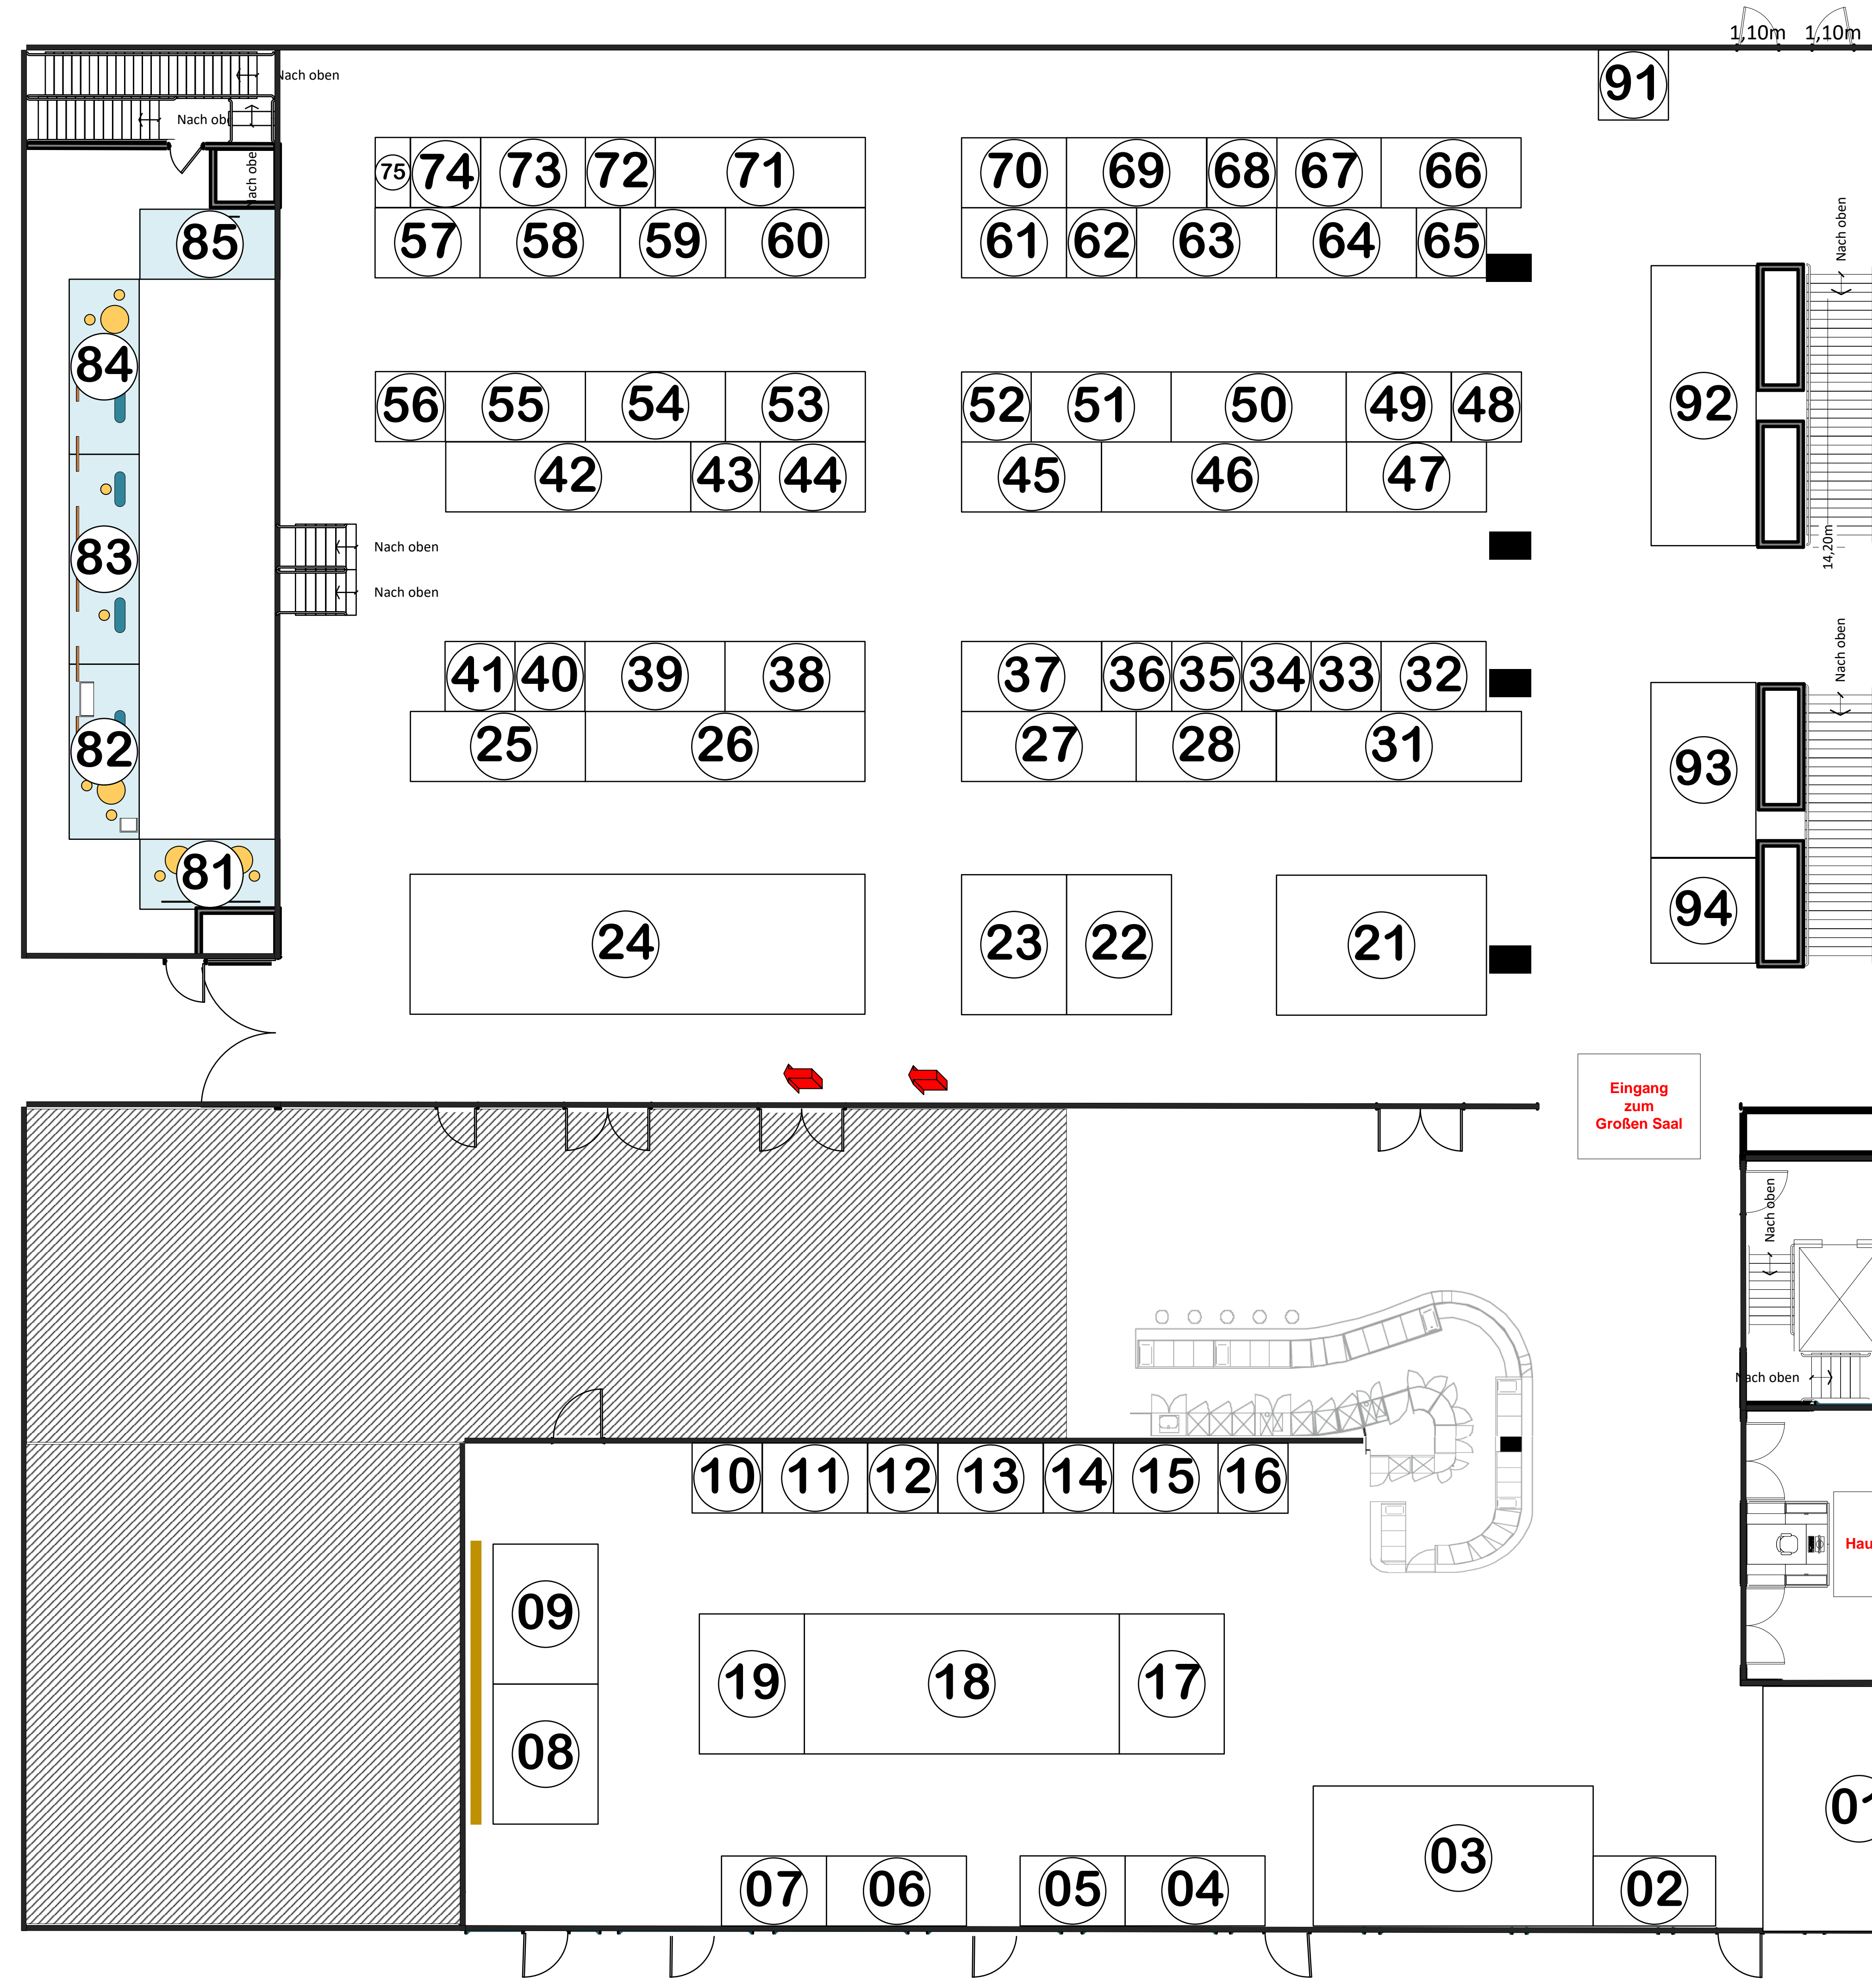 1,10m 1,10m
91
Nach oben
Nach obe
Nach obe
75 74 73 72 71 70 69 68 67 66
57 58 59 60 61 62 63 64 65
85
Nach oben
84
56 55 54 53 52 51 50 49 48
92
42 43 44 45 46 47
83
Nach oben
Nach oben
14,20m
Nach oben
41 40 39 38 37 36 35 34 33 32
82
25 26 27 28 31
93
81
94
24 23 22 21
Eingang
zum
Großen Saal
Nach oben
Nach oben
10 11 12 13 14 15 16
Hau
09
19 18 17
08
01
03
07 06 05 04 02